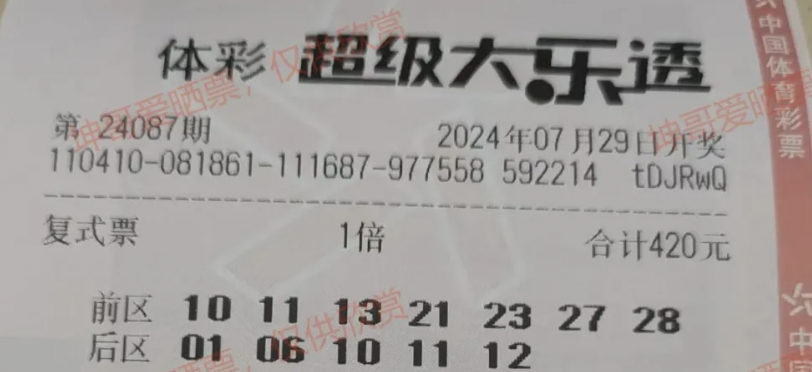 体彩 超级大乐透
第 24087期 2024年07月29日开奖
110410-081861-111687-977558 592214 tDJRwQ
复式票 1倍 合计420元
前区 10 11 13 21 23 27 28
后区 01 06 10 11 12
坤哥爱晒票,仅供欣赏
坤哥爱晒票,仅供欣赏
坤哥爱晒
中国体育彩票
中国